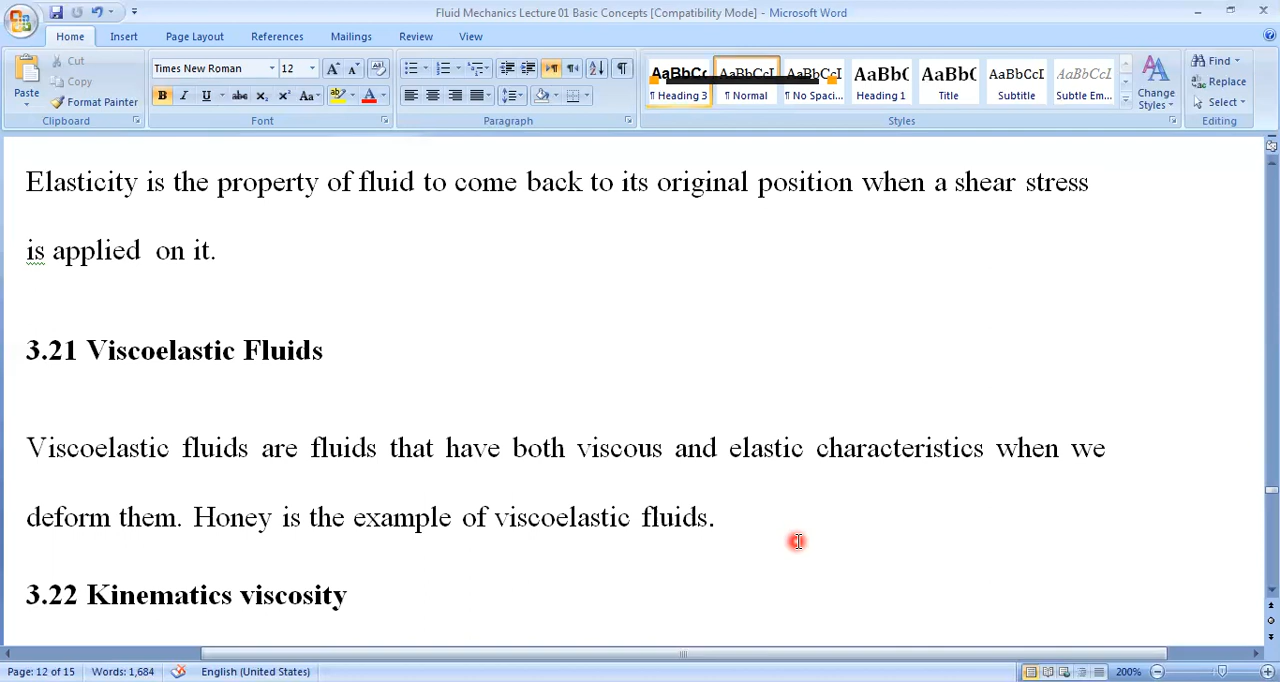 Fluid Mechanics Lecture 01 Basic Concepts [Compatibility Mode] - Microsoft Word
Home Insert Page Layout References Mailings Review View
Cut
Copy
Paste
Format Painter
Clipboard
Times New Roman 12
B I U abe X₂ X² Aa A
Font
Paragraph
AaBbCc AaBbCcI AaBbCcI AaBb( AaBb( AaBbCcI AaBbCcI
¶ Heading 3 ¶ Normal ¶ No Spaci... Heading 1 Title Subtitle Subtle Em...
Change Styles
Styles
Find
Replace
Select
Editing
Elasticity is the property of fluid to come back to its original position when a shear stress
is applied on it.
3.21 Viscoelastic Fluids
Viscoelastic fluids are fluids that have both viscous and elastic characteristics when we
deform them. Honey is the example of viscoelastic fluids.
3.22 Kinematics viscosity
Page: 12 of 15 Words: 1,684 English (United States) 200%